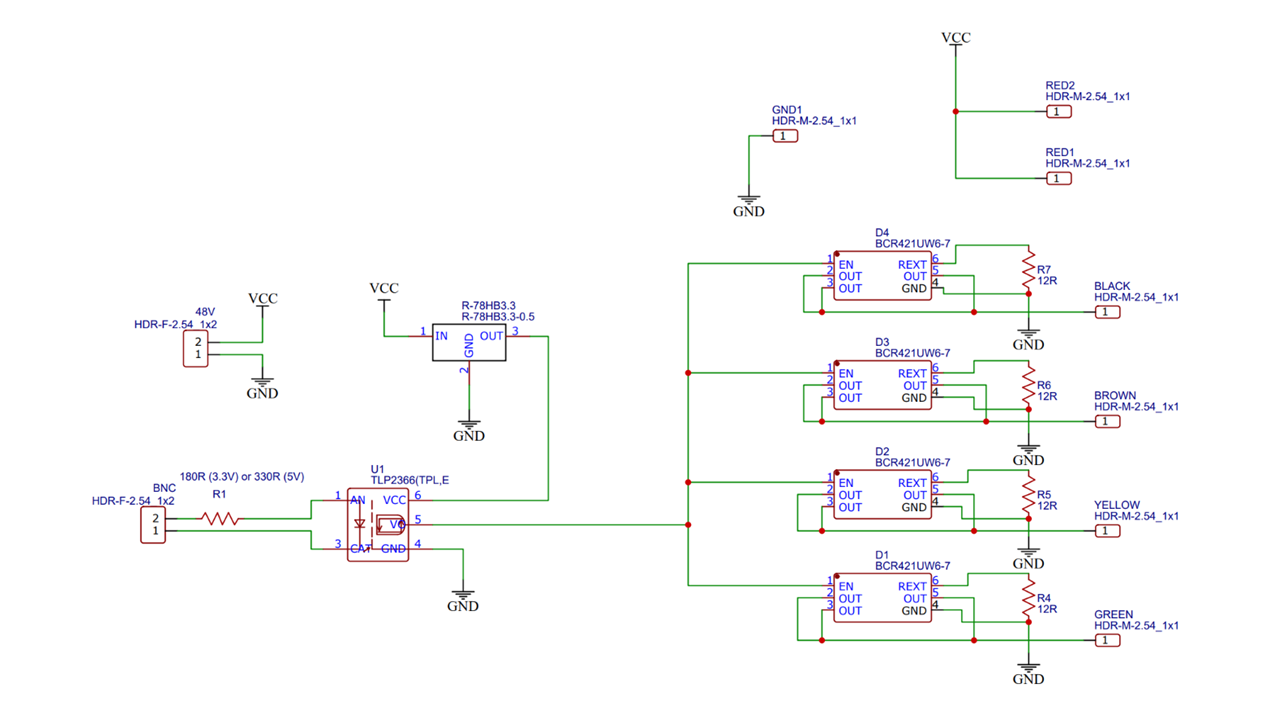 VCC
RED2
HDR-M-2.54_1x1
1
GND1
HDR-M-2.54_1x1
1
RED1
HDR-M-2.54_1x1
1
GND
48V
HDR-F-2.54_1x2
2
1
VCC
GND
VCC
R-78HB3.3
R-78HB3.3-0.5
1 IN OUT 3
GND
2
GND
BNC
HDR-F-2.54_1x2
2
1
180R (3.3V) or 330R (5V)
R1
U1
TLP2366(TPL,E
1 AN VCC 6
VO 5
3 CAT GND 4
GND
D4
BCR421UW6-7
1 EN REXT 6
2 OUT OUT 5
3 OUT GND 4
R7
12R
BLACK
HDR-M-2.54_1x1
1
GND
D3
BCR421UW6-7
1 EN REXT 6
2 OUT OUT 5
3 OUT GND 4
R6
12R
BROWN
HDR-M-2.54_1x1
1
GND
D2
BCR421UW6-7
1 EN REXT 6
2 OUT OUT 5
3 OUT GND 4
R5
12R
YELLOW
HDR-M-2.54_1x1
1
GND
D1
BCR421UW6-7
1 EN REXT 6
2 OUT OUT 5
3 OUT GND 4
R4
12R
GREEN
HDR-M-2.54_1x1
1
GND